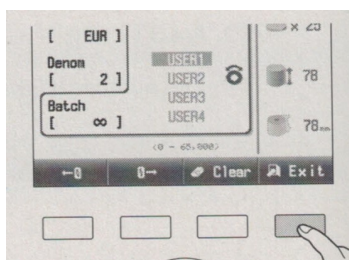 [ EUR ]
Denom
[ 2 ]
Batch
[ ∞ ]
USER1
USER2
USER3
USER4
(0 - 65,000)
x 25
78
78mm
←0
0→
Clear
Exit